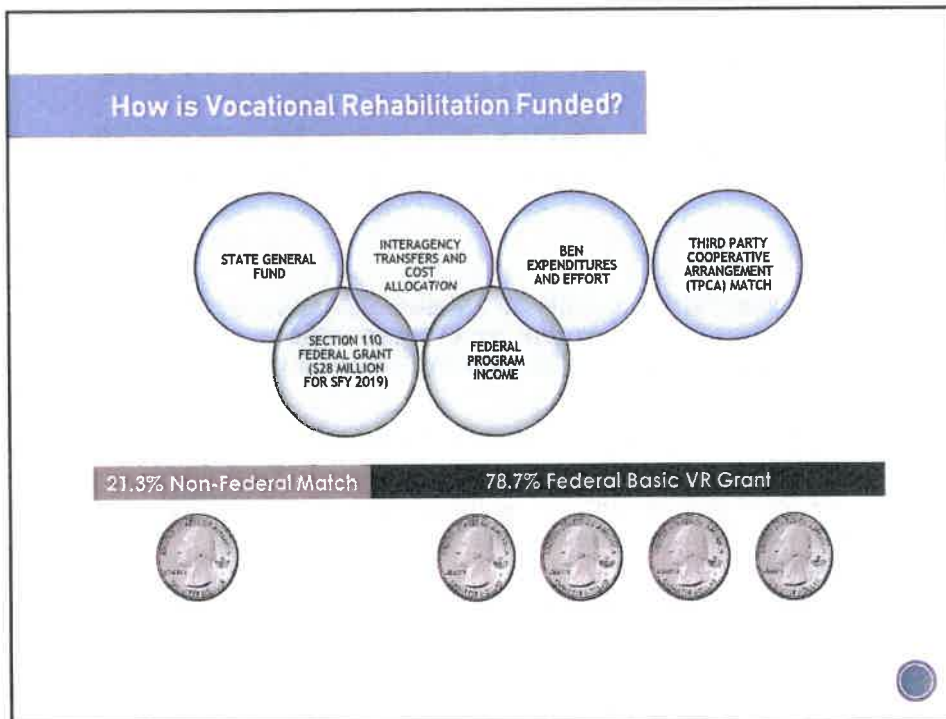 How is Vocational Rehabilitation Funded?
STATE GENERAL
FUND
INTERAGENCY
TRANSFERS AND
COST
ALLOCATION
BEN
EXPENDITURES
AND EFFORT
THIRD PARTY
COOPERATIVE
ARRANGEMENT
(TPCA) MATCH
SECTION 110
FEDERAL GRANT
($28 MILLION
FOR SFY 2019)
FEDERAL
PROGRAM
INCOME
21.3% Non-Federal Match
78.7% Federal Basic VR Grant